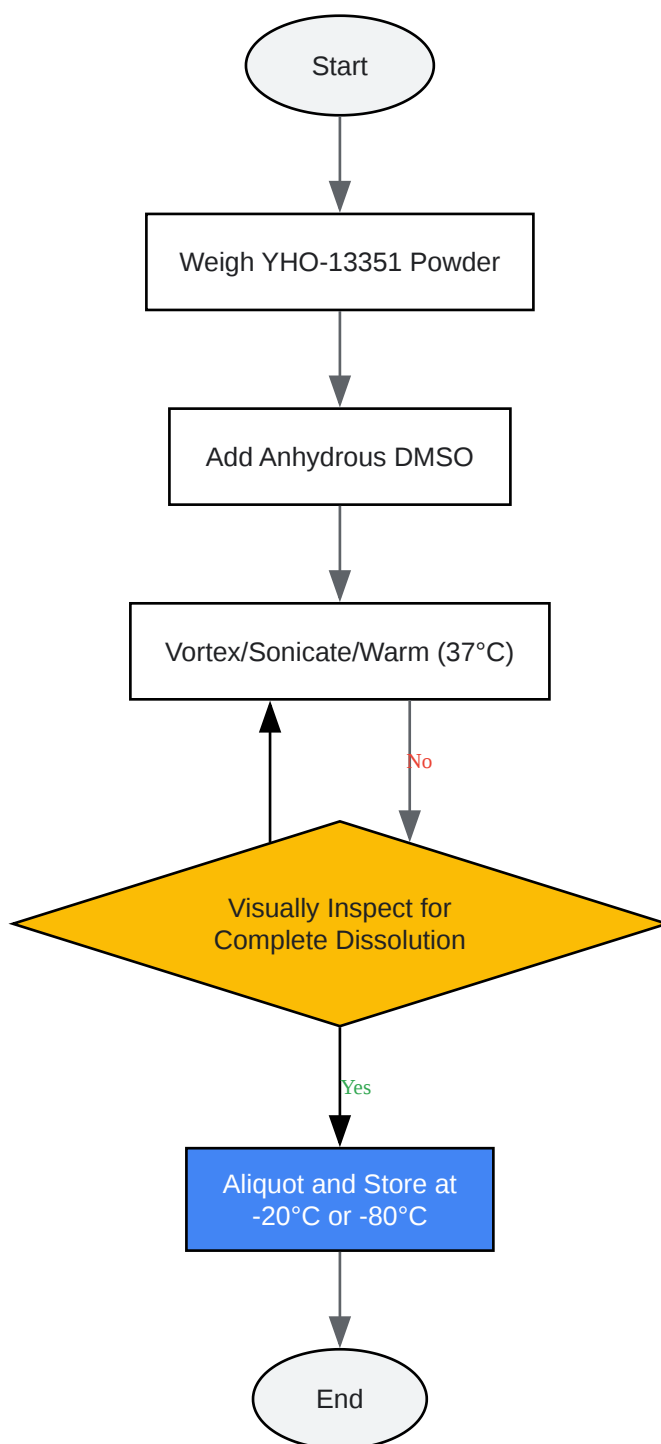 Start
Weigh YHO-13351 Powder
Add Anhydrous DMSO
Vortex/Sonicate/Warm (37°C)
No
Visually Inspect for
Complete Dissolution
Yes
Aliquot and Store at
-20°C or -80°C
End